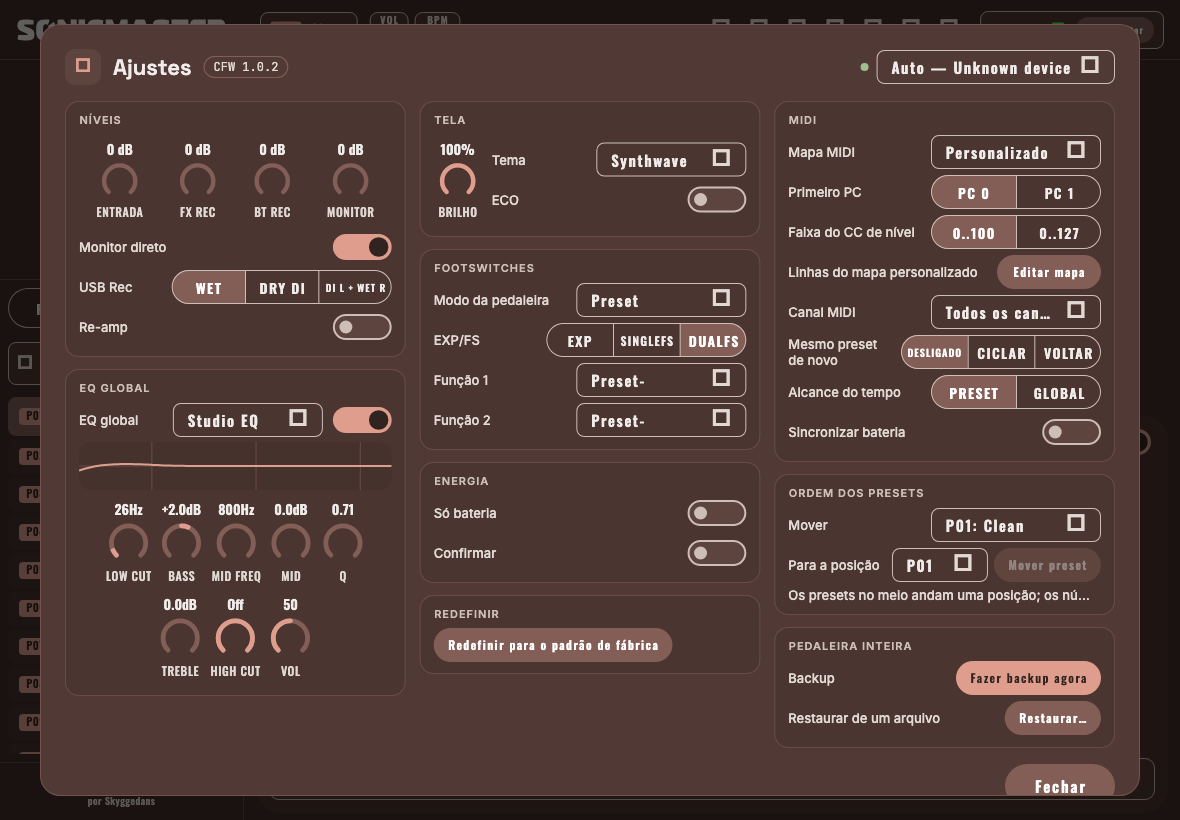 SONICMASTER
VOL
BPM
Ajustes
CFW 1.0.2
Auto — Unknown device
NÍVEIS
0 dB
0 dB
0 dB
0 dB
ENTRADA
FX REC
BT REC
MONITOR
Monitor direto
USB Rec
WET
DRY DI
DI L + WET R
Re-amp
EQ GLOBAL
EQ global
Studio EQ
26Hz
+2.0dB
800Hz
0.0dB
0.71
LOW CUT
BASS
MID FREQ
MID
Q
0.0dB
Off
50
TREBLE
HIGH CUT
VOL
TELA
100%
BRILHO
Tema
Synthwave
ECO
FOOTSWITCHES
Modo da pedaleira
Preset
EXP/FS
EXP
SINGLEFS
DUALFS
Função 1
Preset-
Função 2
Preset-
ENERGIA
Só bateria
Confirmar
REDEFINIR
Redefinir para o padrão de fábrica
MIDI
Mapa MIDI
Personalizado
Primeiro PC
PC 0
PC 1
Faixa do CC de nível
0..100
0..127
Linhas do mapa personalizado
Editar mapa
Canal MIDI
Todos os can…
Mesmo preset
de novo
DESLIGADO
CICLAR
VOLTAR
Alcance do tempo
PRESET
GLOBAL
Sincronizar bateria
ORDEM DOS PRESETS
Mover
P01: Clean
Para a posição
P01
Mover preset
Os presets no meio andam uma posição; os nú…
PEDALEIRA INTEIRA
Backup
Fazer backup agora
Restaurar de um arquivo
Restaurar…
Fechar
por Skyggedans